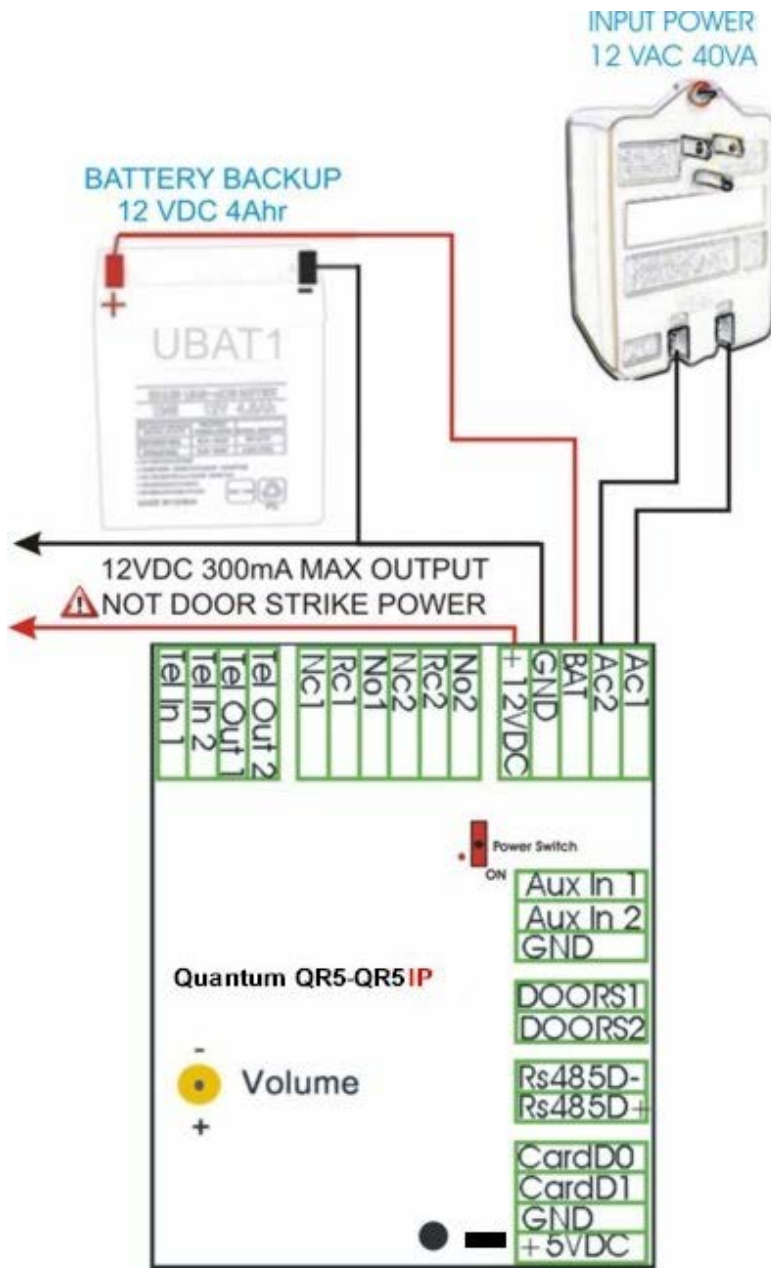 INPUT POWER
12 VAC 40VA
BATTERY BACKUP
12 VDC 4Ahr
+
-
UBAT1
12VDC 300mA MAX OUTPUT
NOT DOOR STRIKE POWER
Tel In 1
Tel In 2
Tel Out 1
Tel Out 2
Nc1
Rc1
No1
Nc2
Rc2
No2
+12VDC
GND
BAT
Ac2
Ac1
Power Switch
ON
Aux In 1
Aux In 2
GND
Quantum QR5-QR5IP
DOORS1
DOORS2
-
Volume
+
Rs485D-
Rs485D+
CardD0
CardD1
GND
+5VDC